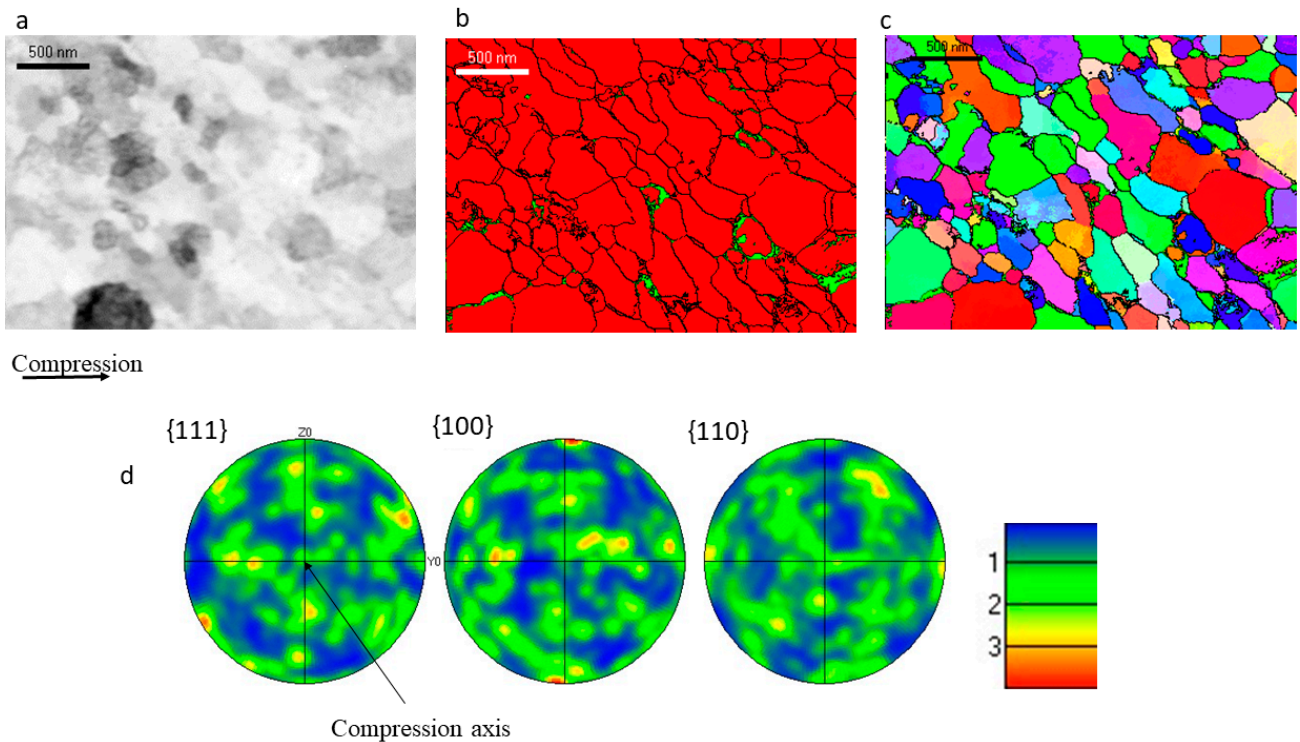 a
b
c
500 nm
500 nm
500 nm
Compression
{111}
{100}
{110}
Z0
d
Y0
1
2
3
Compression axis